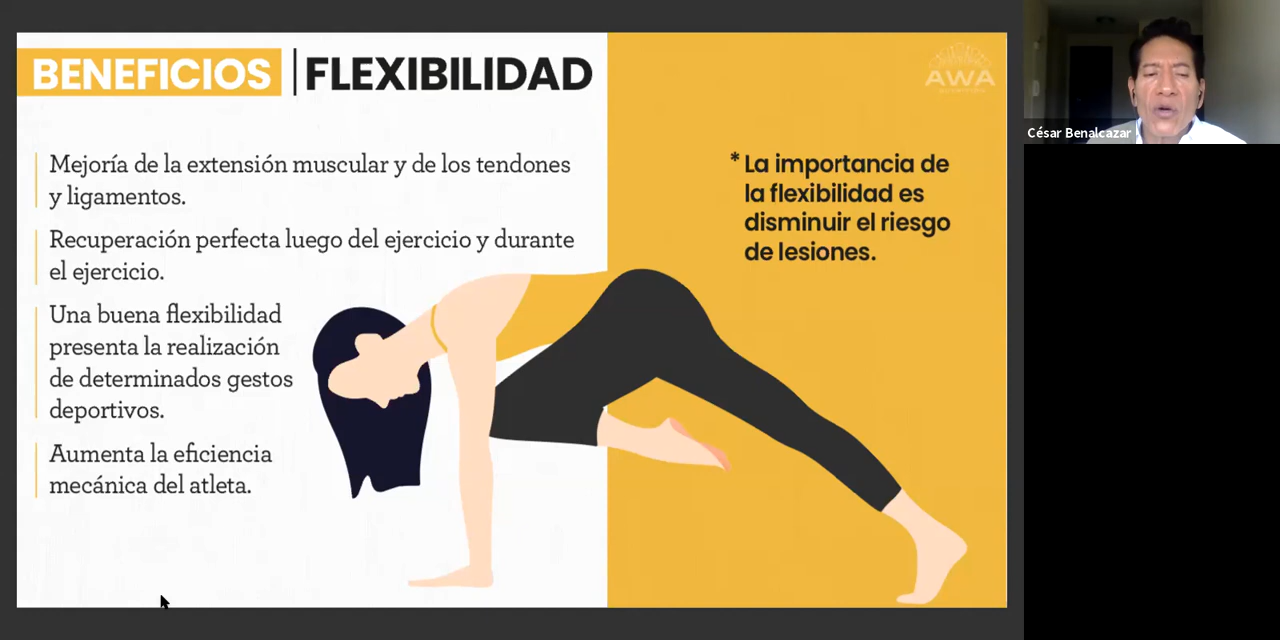 BENEFICIOS | FLEXIBILIDAD
Mejoría de la extensión muscular y de los tendones
y ligamentos.
Recuperación perfecta luego del ejercicio y durante
el ejercicio.
Una buena flexibilidad
presenta la realización
de determinados gestos
deportivos.
Aumenta la eficiencia
mecánica del atleta.
AWA
* La importancia de
la flexibilidad es
disminuir el riesgo
de lesiones.
César Benalcazar